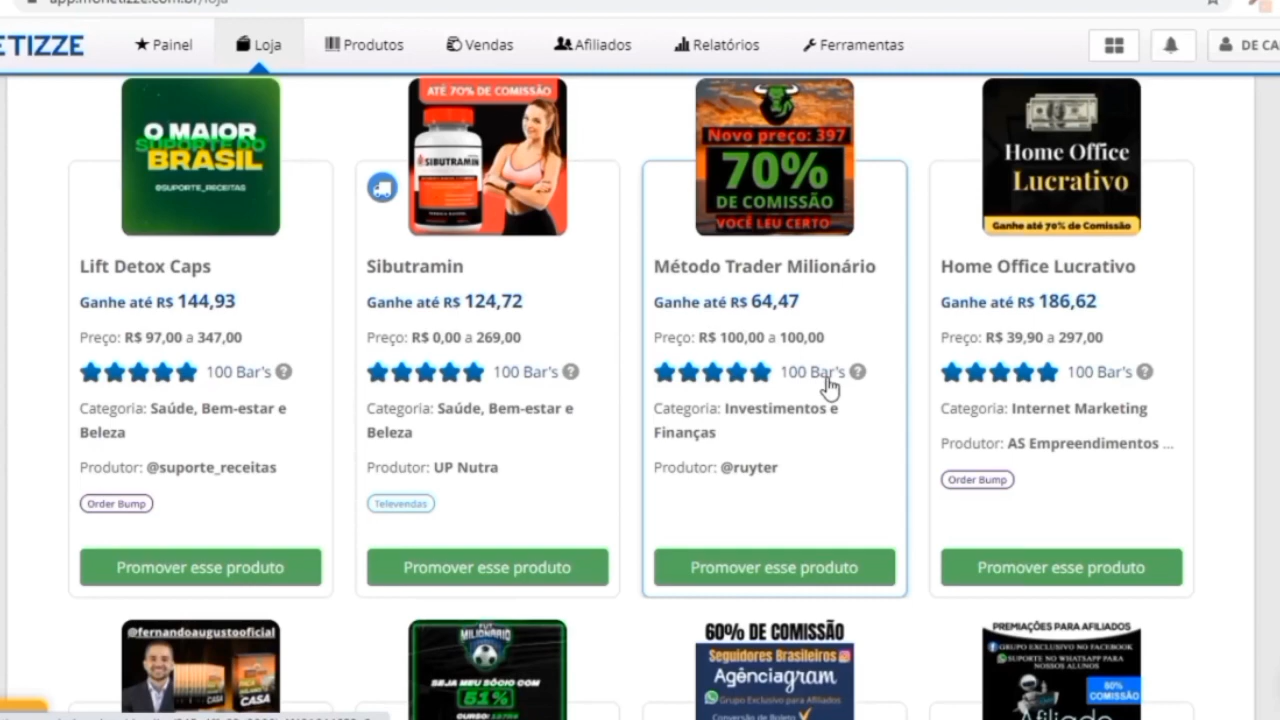 app.monetizze.com.br/loja
ETIZZE
Painel
Loja
Produtos
Vendas
Afiliados
Relatórios
Ferramentas
DE CA
O MAIOR
SUPORTE DO
BRASIL
@SUPORTE_RECEITAS
Lift Detox Caps
Ganhe até R$ 144,93
Preço: R$ 97,00 a 347,00
100 Bar's ?
Categoria: Saúde, Bem-estar e
Beleza
Produtor: @suporte_receitas
Order Bump
Promover esse produto
ATÉ 70% DE COMISSÃO
SIBUTRAMIN
Sibutramin
Ganhe até R$ 124,72
Preço: R$ 0,00 a 269,00
100 Bar's ?
Categoria: Saúde, Bem-estar e
Beleza
Produtor: UP Nutra
Televendas
Promover esse produto
Novo preço: 397
70%
DE COMISSÃO
VOCÊ LEU CERTO
Método Trader Milionário
Ganhe até R$ 64,47
Preço: R$ 100,00 a 100,00
100 Bar's ?
Categoria: Investimentos e
Finanças
Produtor: @ruyter
Promover esse produto
Home Office
Lucrativo
Ganhe até 70% de Comissão
Home Office Lucrativo
Ganhe até R$ 186,62
Preço: R$ 39,90 a 297,00
100 Bar's ?
Categoria: Internet Marketing
Produtor: AS Empreendimentos ...
Order Bump
Promover esse produto
@fernandoaugustooficial
CASA
CASA
MILIONÁRIO
SEJA MEU SÓCIO COM
51%
60% DE COMISSÃO
Seguidores Brasileiros
Agênciagram
Grupo Exclusivo para Afiliados
Conversão de Boleto
PREMIAÇÕES PARA AFILIADOS
GRUPO EXCLUSIVO NO FACEBOOK
SUPORTE NO WHATSAPP PARA
NOSSOS ALUNOS
60%
COMISSÃO
Afiliado